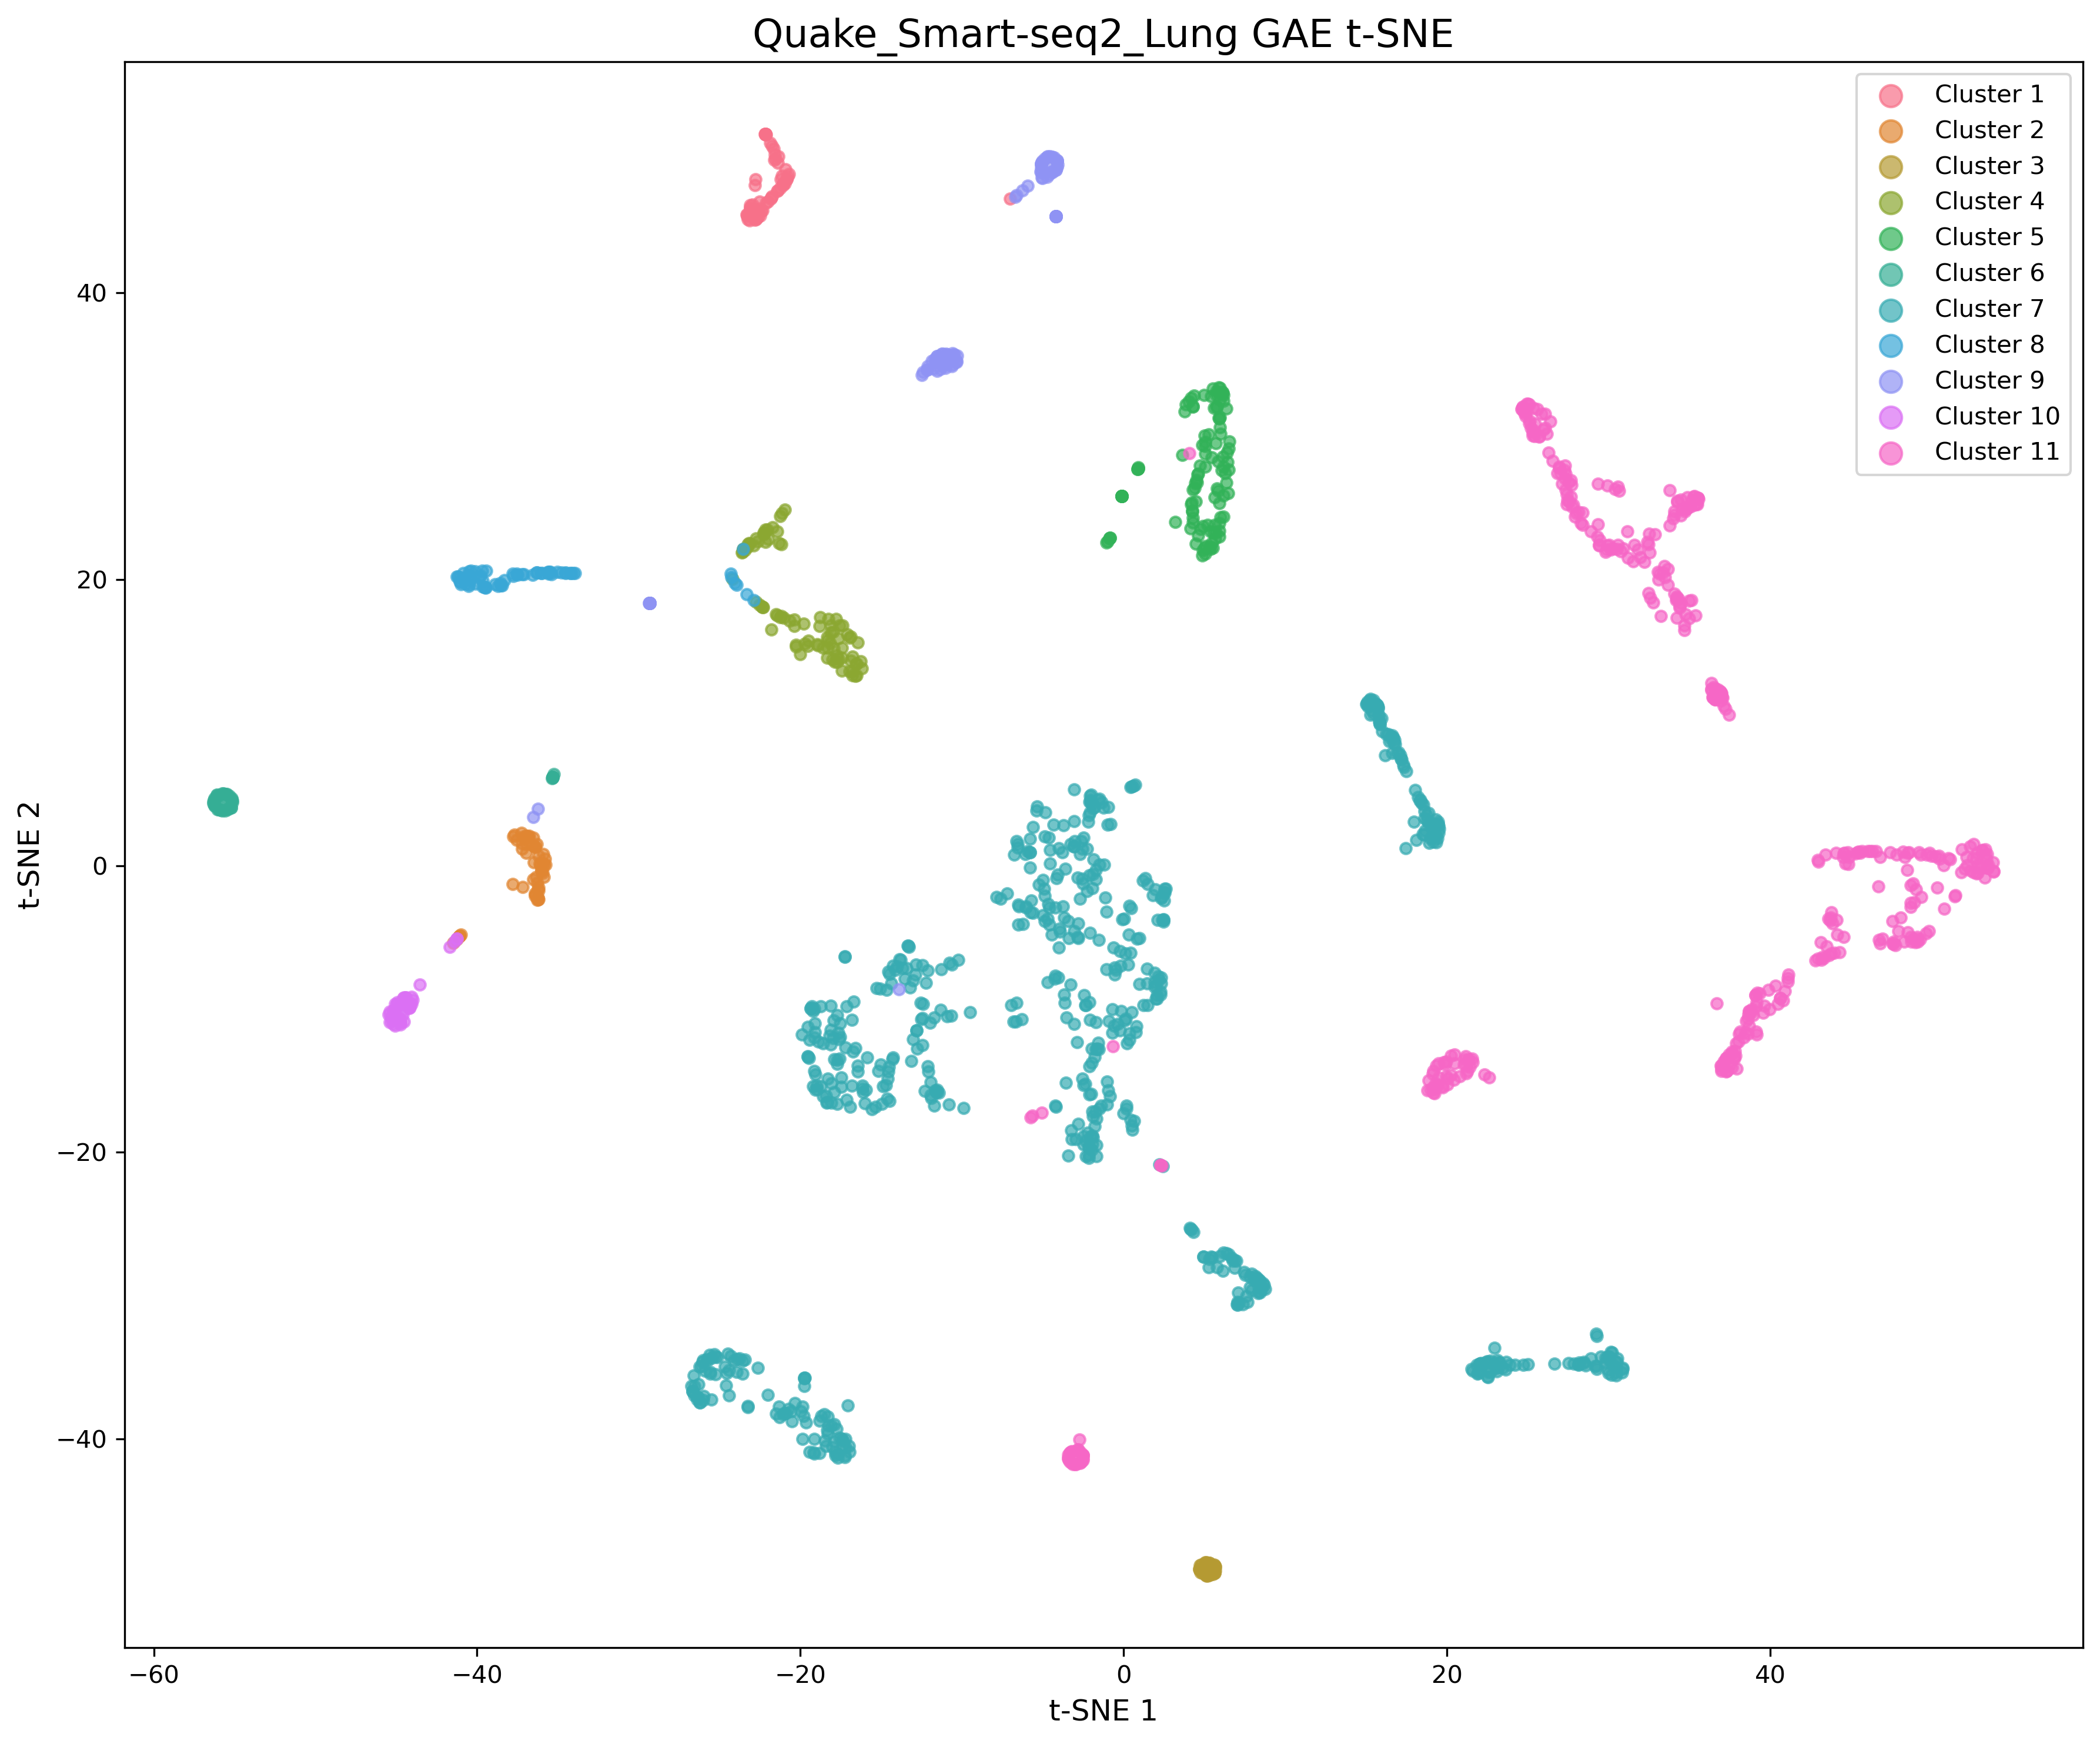 Quake_Smart-seq2_Lung GAE t-SNE
Cluster 1
Cluster 2
Cluster 3
Cluster 4
Cluster 5
Cluster 6
Cluster 7
Cluster 8
Cluster 9
Cluster 10
Cluster 11
40
20
0
−20
−40
t-SNE 2
−60
−40
−20
0
20
40
t-SNE 1